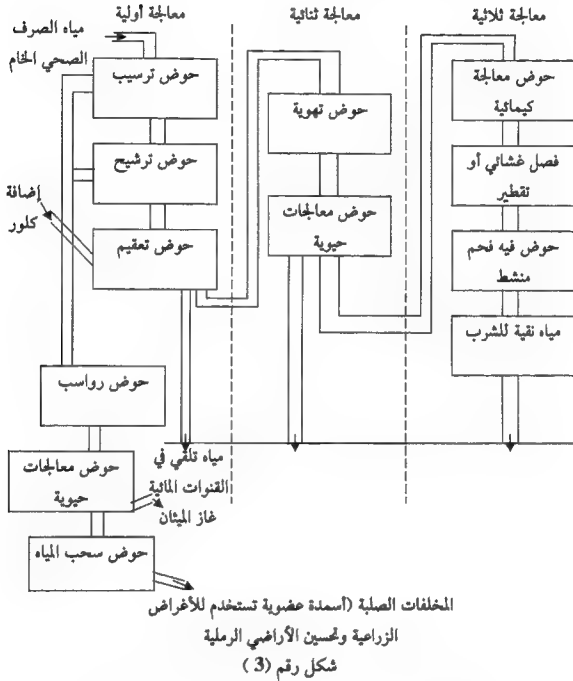 معالجة أولية
معالجة ثنائية
معالجة ثلاثية
مياه الصرف
الصحي الخام
حوض ترسيب
حوض ترشيح
إضافة
كلور
حوض تعقيم
حوض تهوية
حوض معالجات
حيوية
حوض معالجة
كيمائية
فصل غشائي أو
تقطير
حوض فيه فحم
منشط
مياه نقية للشرب
حوض رواسب
حوض معالجات
حيوية
حوض سحب المياه
مياه تلقي في
القنوات المائية
غاز الميثان
المخلفات الصلبة (أسمدة عضوية تستخدم للأغراض
الزراعية وتحسين الأراضي الرملية
شكل رقم (3)